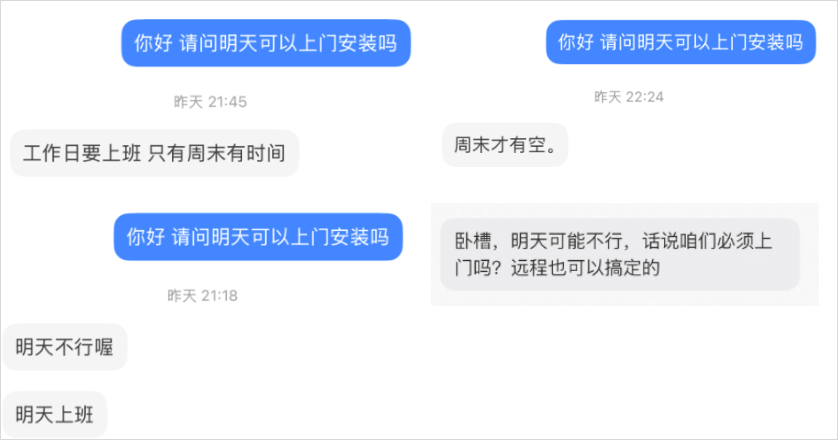 你好 请问明天可以上门安装吗
昨天 21:45
工作日要上班 只有周末有时间
你好 请问明天可以上门安装吗
昨天 21:18
明天不行喔
明天上班
你好 请问明天可以上门安装吗
昨天 22:24
周末才有空。
卧槽，明天可能不行，话说咱们必须上
门吗？远程也可以搞定的